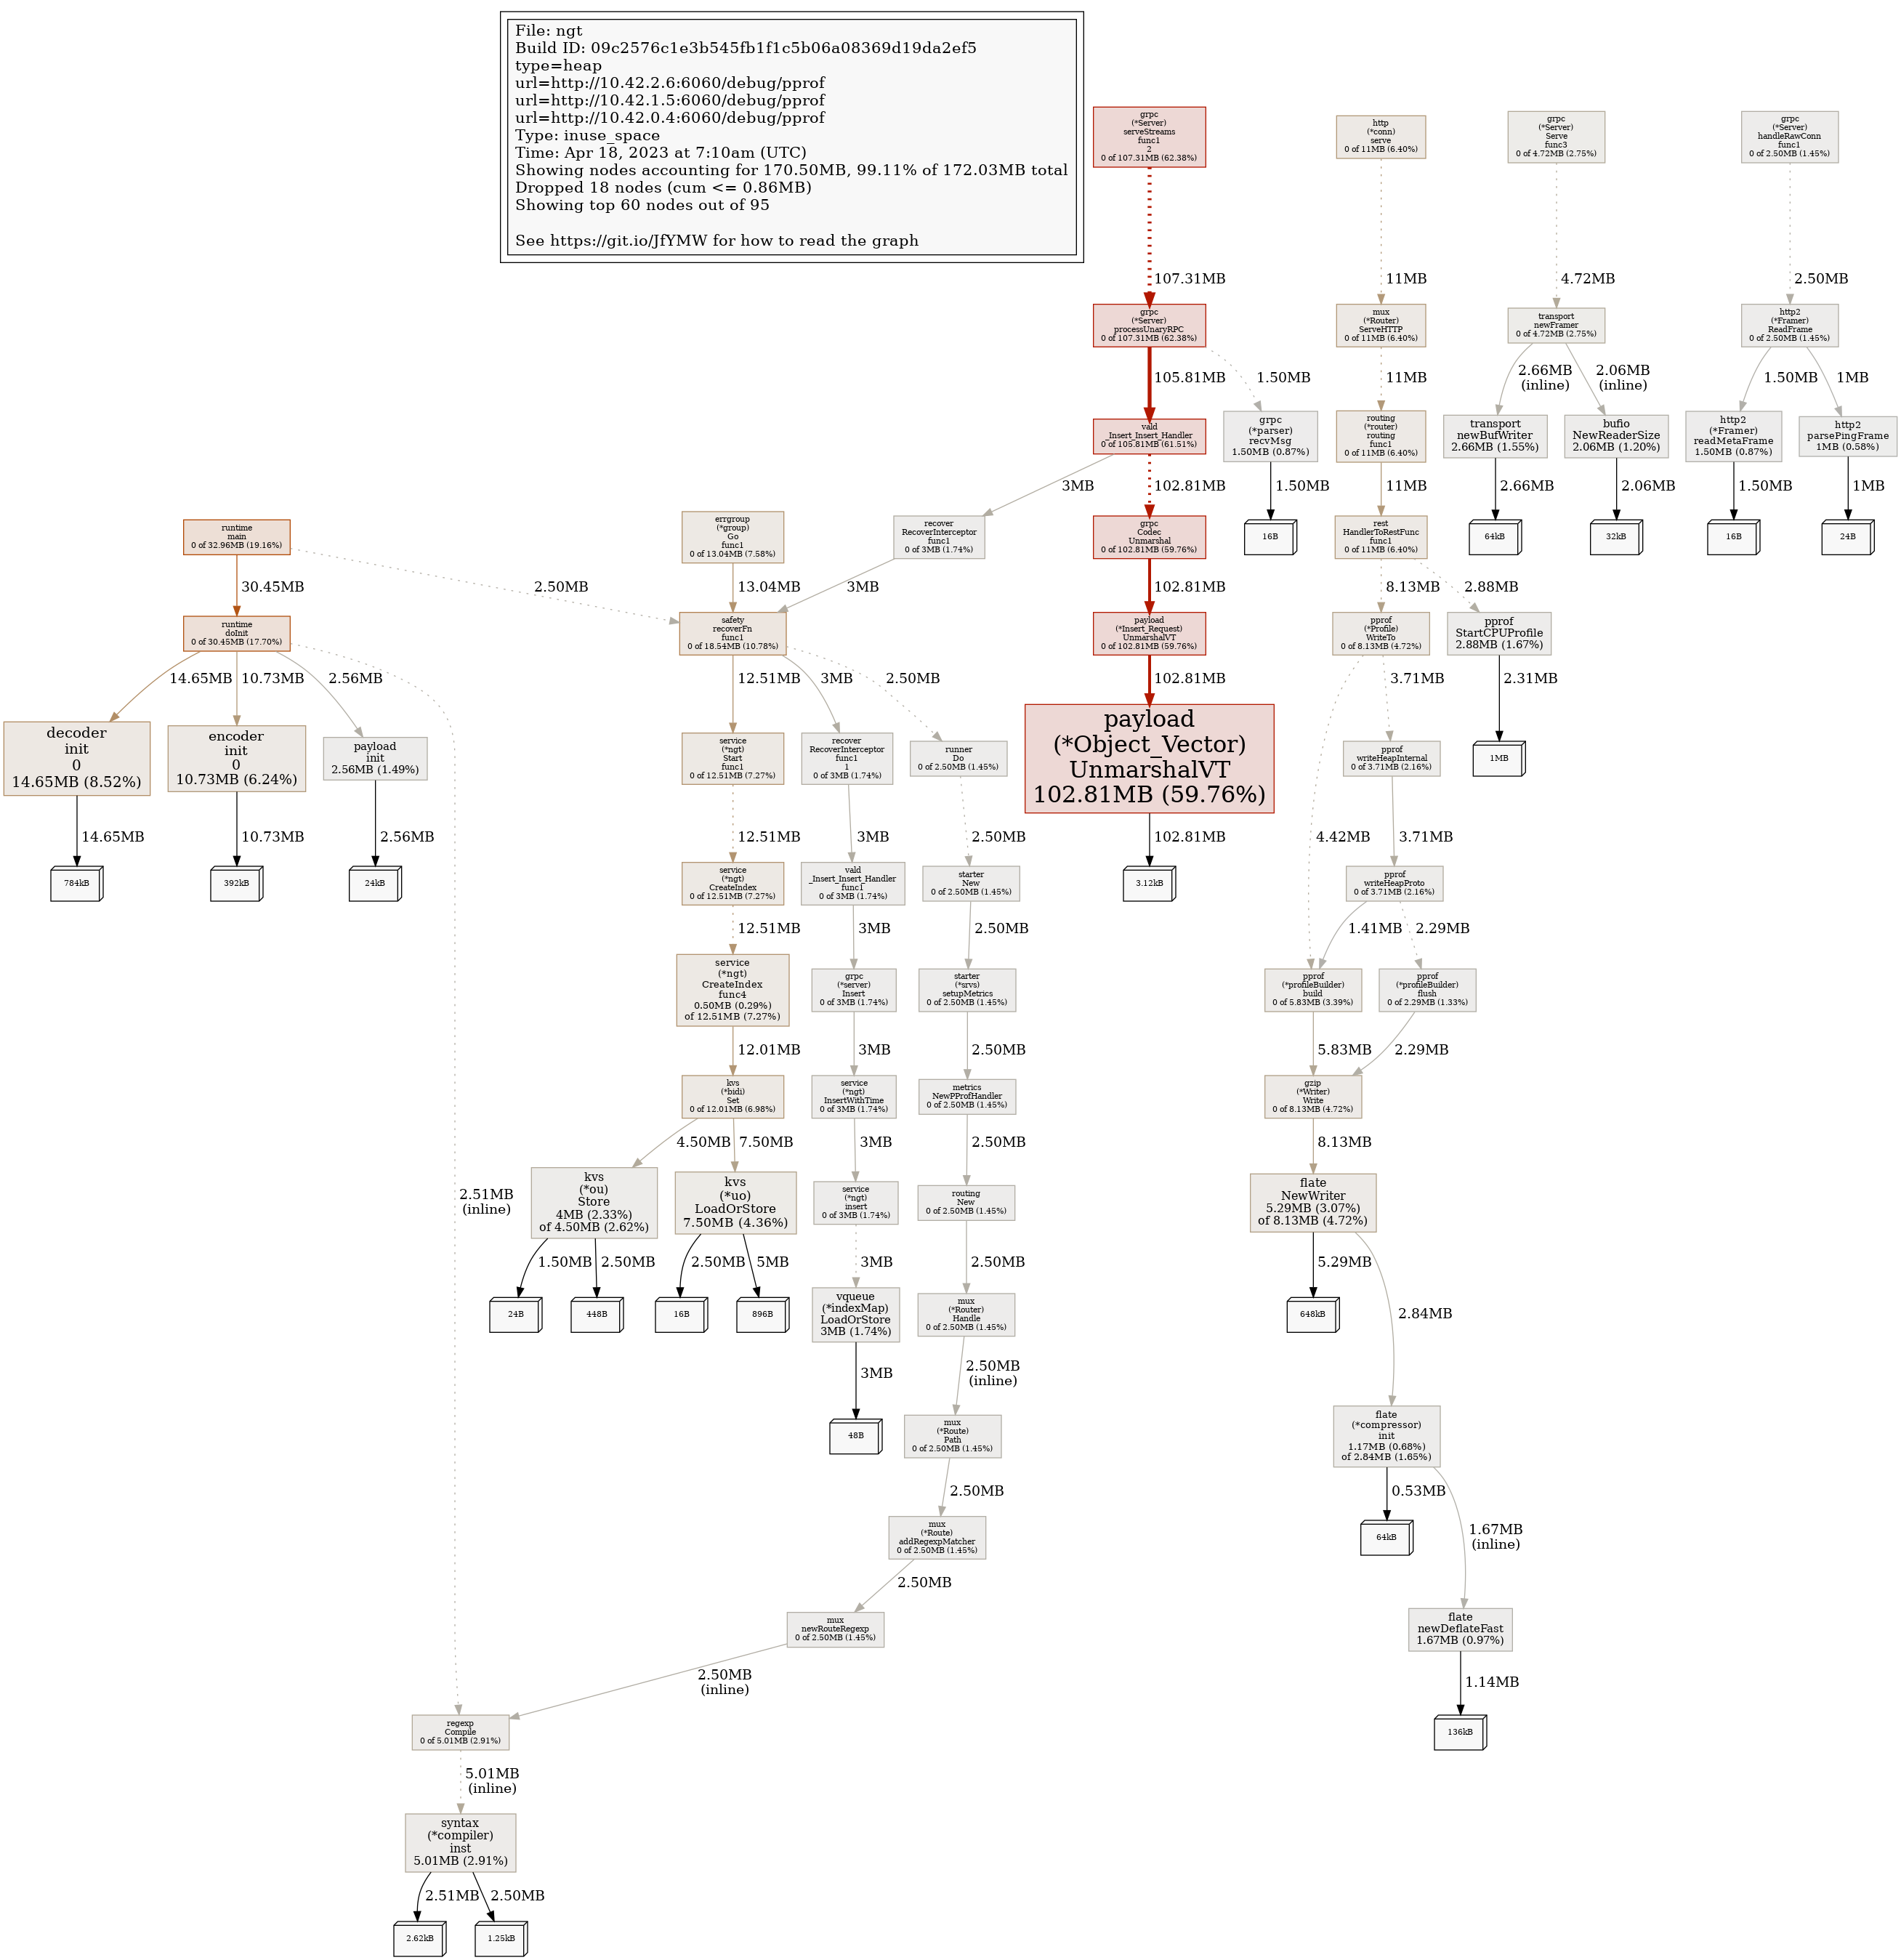 File: ngt
Build ID: 09c2576c1e3b545fb1f1c5b06a08369d19da2ef5
type=heap
url=http://10.42.2.6:6060/debug/pprof
url=http://10.42.1.5:6060/debug/pprof
url=http://10.42.0.4:6060/debug/pprof
Type: inuse_space
Time: Apr 18, 2023 at 7:10am (UTC)
Showing nodes accounting for 170.50MB, 99.11% of 172.03MB total
Dropped 18 nodes (cum <= 0.86MB)
Showing top 60 nodes out of 95
See https://git.io/JfYMW for how to read the graph
grpc
(*Server)
serveStreams
func1
2
0 of 107.31MB (62.38%)
http
(*conn)
serve
0 of 11MB (6.40%)
grpc
(*Server)
Serve
func3
0 of 4.72MB (2.75%)
grpc
(*Server)
handleRawConn
func1
0 of 2.50MB (1.45%)
107.31MB
11MB
4.72MB
2.50MB
grpc
(*Server)
processUnaryRPC
0 of 107.31MB (62.38%)
mux
(*Router)
ServeHTTP
0 of 11MB (6.40%)
transport
newFramer
0 of 4.72MB (2.75%)
http2
(*Framer)
ReadFrame
0 of 2.50MB (1.45%)
105.81MB
1.50MB
11MB
2.66MB
(inline)
2.06MB
(inline)
1.50MB
1MB
vald
_Insert_Insert_Handler
0 of 105.81MB (61.51%)
grpc
(*parser)
recvMsg
1.50MB (0.87%)
routing
(*router)
routing
func1
0 of 11MB (6.40%)
transport
newBufWriter
2.66MB (1.55%)
bufio
NewReaderSize
2.06MB (1.20%)
http2
(*Framer)
readMetaFrame
1.50MB (0.87%)
http2
parsePingFrame
1MB (0.58%)
3MB
102.81MB
1.50MB
11MB
2.66MB
2.06MB
1.50MB
1MB
runtime
main
0 of 32.96MB (19.16%)
errgroup
(*group)
Go
func1
0 of 13.04MB (7.58%)
recover
RecoverInterceptor
func1
0 of 3MB (1.74%)
grpc
Codec
Unmarshal
0 of 102.81MB (59.76%)
16B
rest
HandlerToRestFunc
func1
0 of 11MB (6.40%)
64kB
32kB
16B
24B
30.45MB
2.50MB
13.04MB
3MB
102.81MB
8.13MB
2.88MB
runtime
doInit
0 of 30.45MB (17.70%)
safety
recoverFn
func1
0 of 18.54MB (10.78%)
payload
(*Insert_Request)
UnmarshalVT
0 of 102.81MB (59.76%)
pprof
(*Profile)
WriteTo
0 of 8.13MB (4.72%)
pprof
StartCPUProfile
2.88MB (1.67%)
14.65MB
10.73MB
2.56MB
12.51MB
3MB
2.50MB
102.81MB
3.71MB
2.31MB
decoder
init
0
14.65MB (8.52%)
encoder
init
0
10.73MB (6.24%)
payload
init
2.56MB (1.49%)
service
(*ngt)
Start
func1
0 of 12.51MB (7.27%)
recover
RecoverInterceptor
func1
1
0 of 3MB (1.74%)
runner
Do
0 of 2.50MB (1.45%)
payload
(*Object_Vector)
UnmarshalVT
102.81MB (59.76%)
pprof
writeHeapInternal
0 of 3.71MB (2.16%)
1MB
14.65MB
10.73MB
2.56MB
12.51MB
3MB
2.50MB
102.81MB
4.42MB
3.71MB
784kB
392kB
24kB
service
(*ngt)
CreateIndex
0 of 12.51MB (7.27%)
vald
_Insert_Insert_Handler
func1
0 of 3MB (1.74%)
starter
New
0 of 2.50MB (1.45%)
3.12kB
pprof
writeHeapProto
0 of 3.71MB (2.16%)
12.51MB
3MB
2.50MB
1.41MB
2.29MB
service
(*ngt)
CreateIndex
func4
0.50MB (0.29%)
of 12.51MB (7.27%)
grpc
(*server)
Insert
0 of 3MB (1.74%)
starter
(*srvs)
setupMetrics
0 of 2.50MB (1.45%)
pprof
(*profileBuilder)
build
0 of 5.83MB (3.39%)
pprof
(*profileBuilder)
flush
0 of 2.29MB (1.33%)
12.01MB
3MB
2.50MB
5.83MB
2.29MB
kvs
(*bidi)
Set
0 of 12.01MB (6.98%)
service
(*ngt)
InsertWithTime
0 of 3MB (1.74%)
metrics
NewPProfHandler
0 of 2.50MB (1.45%)
gzip
(*Writer)
Write
0 of 8.13MB (4.72%)
4.50MB
7.50MB
3MB
2.50MB
8.13MB
2.51MB
(inline)
kvs
(*ou)
Store
4MB (2.33%)
of 4.50MB (2.62%)
kvs
(*uo)
LoadOrStore
7.50MB (4.36%)
service
(*ngt)
insert
0 of 3MB (1.74%)
routing
New
0 of 2.50MB (1.45%)
flate
NewWriter
5.29MB (3.07%)
of 8.13MB (4.72%)
1.50MB
2.50MB
2.50MB
5MB
3MB
2.50MB
5.29MB
2.84MB
24B
448B
16B
896B
vqueue
(*indexMap)
LoadOrStore
3MB (1.74%)
mux
(*Router)
Handle
0 of 2.50MB (1.45%)
648kB
3MB
2.50MB
(inline)
48B
mux
(*Route)
Path
0 of 2.50MB (1.45%)
flate
(*compressor)
init
1.17MB (0.68%)
of 2.84MB (1.65%)
2.50MB
0.53MB
1.67MB
(inline)
mux
(*Route)
addRegexpMatcher
0 of 2.50MB (1.45%)
64kB
2.50MB
mux
newRouteRegexp
0 of 2.50MB (1.45%)
flate
newDeflateFast
1.67MB (0.97%)
2.50MB
(inline)
1.14MB
regexp
Compile
0 of 5.01MB (2.91%)
136kB
5.01MB
(inline)
syntax
(*compiler)
inst
5.01MB (2.91%)
2.51MB
2.50MB
2.62kB
1.25kB